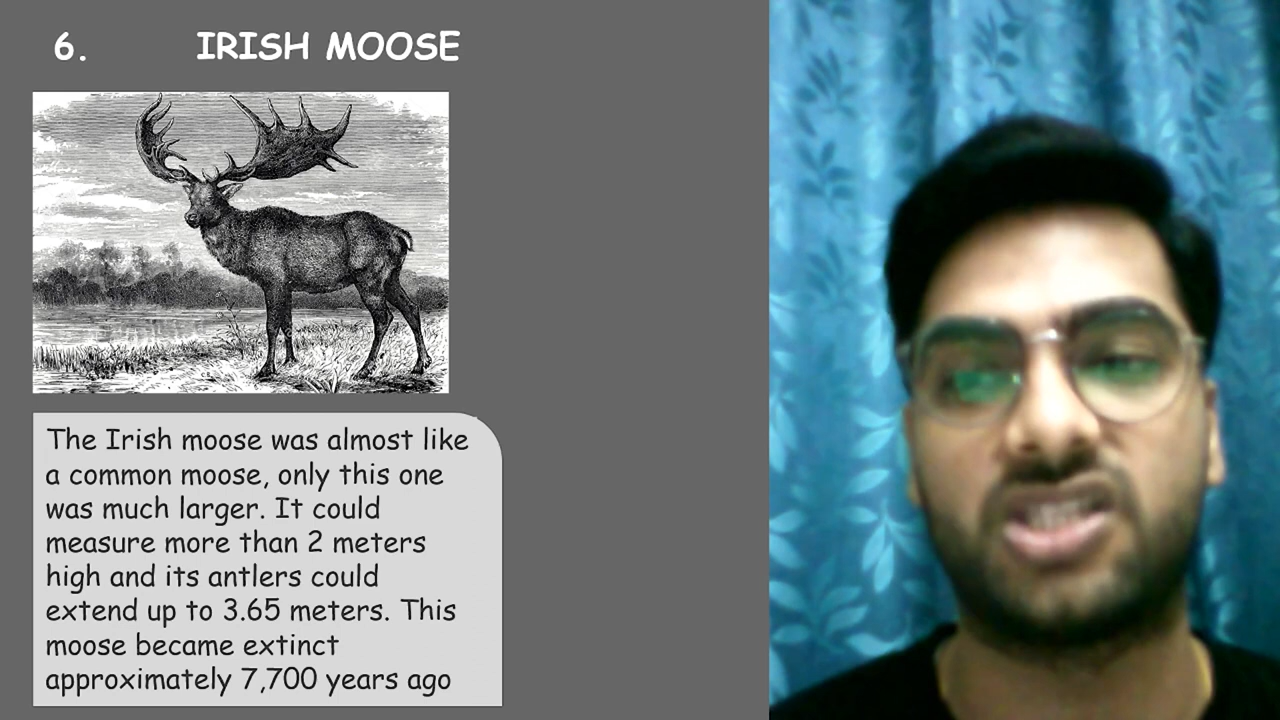 6. IRISH MOOSE
The Irish moose was almost like
a common moose, only this one
was much larger. It could
measure more than 2 meters
high and its antlers could
extend up to 3.65 meters. This
moose became extinct
approximately 7,700 years ago